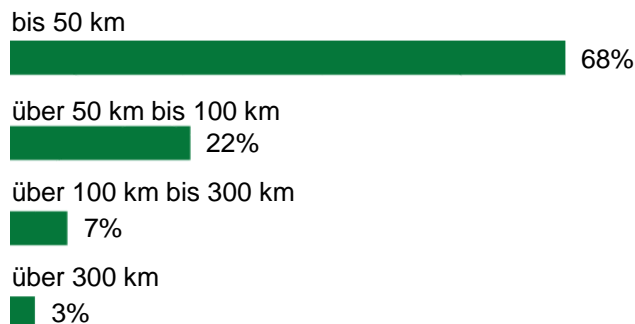 bis 50 km
68%
über 50 km bis 100 km
22%
über 100 km bis 300 km
7%
über 300 km
3%